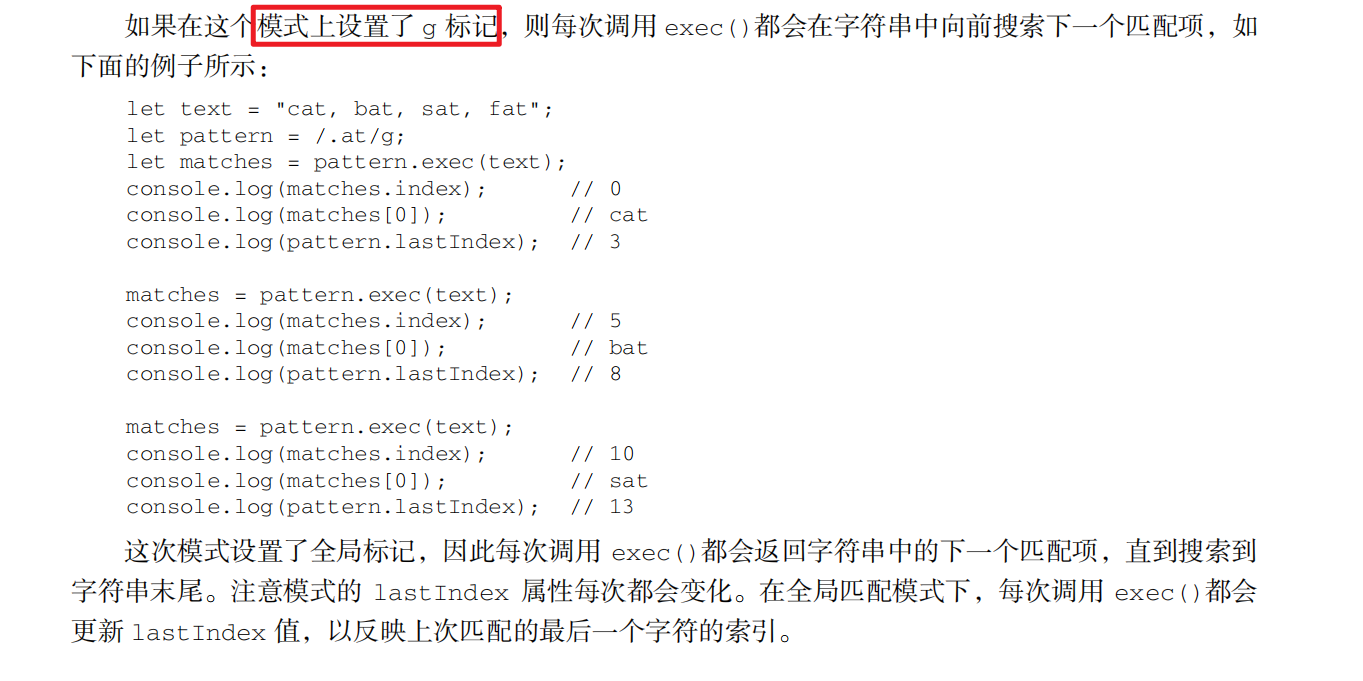 如果在这个模式上设置了 g 标记，则每次调用 exec()都会在字符串中向前搜索下一个匹配项，如
下面的例子所示：
let text = "cat, bat, sat, fat";
let pattern = /.at/g;
let matches = pattern.exec(text);
console.log(matches.index);      // 0
console.log(matches[0]);         // cat
console.log(pattern.lastIndex);  // 3
matches = pattern.exec(text);
console.log(matches.index);      // 5
console.log(matches[0]);         // bat
console.log(pattern.lastIndex);  // 8
matches = pattern.exec(text);
console.log(matches.index);      // 10
console.log(matches[0]);         // sat
console.log(pattern.lastIndex);  // 13
这次模式设置了全局标记，因此每次调用 exec()都会返回字符串中的下一个匹配项，直到搜索到
字符串末尾。注意模式的 lastIndex 属性每次都会变化。在全局匹配模式下，每次调用 exec()都会
更新 lastIndex 值，以反映上次匹配的最后一个字符的索引。